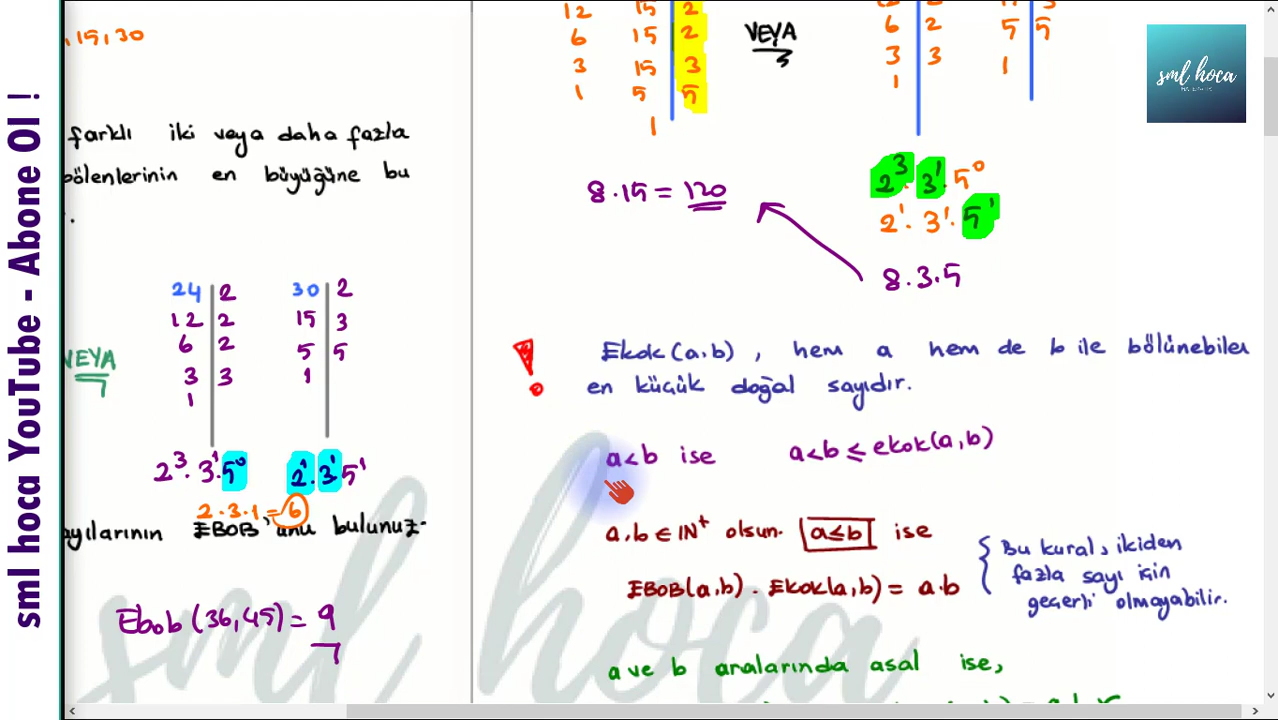 sml hoca YouTube - Abone Ol !
, 15, 30
farklı iki veya daha fazla
bölenlerinin en büyüğüne bu
.
24 2 30 2
12 2 15 3
6 2 5 5
3 3 1
1
VEYA
2³.3¹.5⁰ 2¹.3¹.5¹
2.3.1=6
ayılarının EBOB'unu bulunuz.
Ebob(36,45)=9
12 15 2
6 15 2
3 15 3
1 5 5
1
VEYA
6 2 5 5
3 3 1
1
2³.3¹.5⁰
2¹.3¹.5¹
8.15=120
8.3.5
sml hoca
! Ekok(a,b), hem a hem de b ile bölünebilen
en küçük doğal sayıdır.
a<b ise a<b≤ekok(a,b)
a,b∈IN⁺ olsun. a≤b ise
EBOB(a,b).Ekok(a,b)=a.b
Bu kural, ikiden
fazla sayı için
geçerli olmayabilir.
a ve b aralarında asal ise,
sml hoca